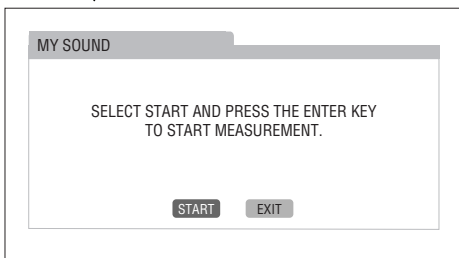 MY SOUND
SELECT START AND PRESS THE ENTER KEY
TO START MEASUREMENT.
START EXIT